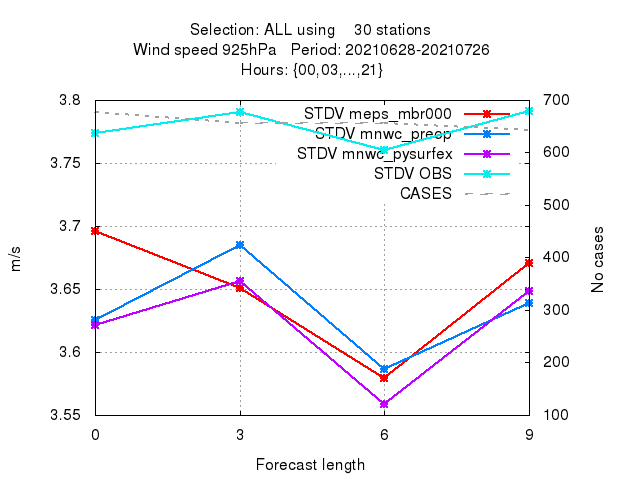 Selection: ALL using    30 stations
Wind speed 925hPa   Period: 20210628-20210726
Hours: {00,03,...,21}
3.8
3.75
3.7
3.65
3.6
3.55
m/s
STDV meps_mbr000
STDV mnwc_preop
STDV mnwc_pysurfex
STDV OBS
CASES
700
600
500
400
300
200
100
No cases
0 3 6 9
Forecast length